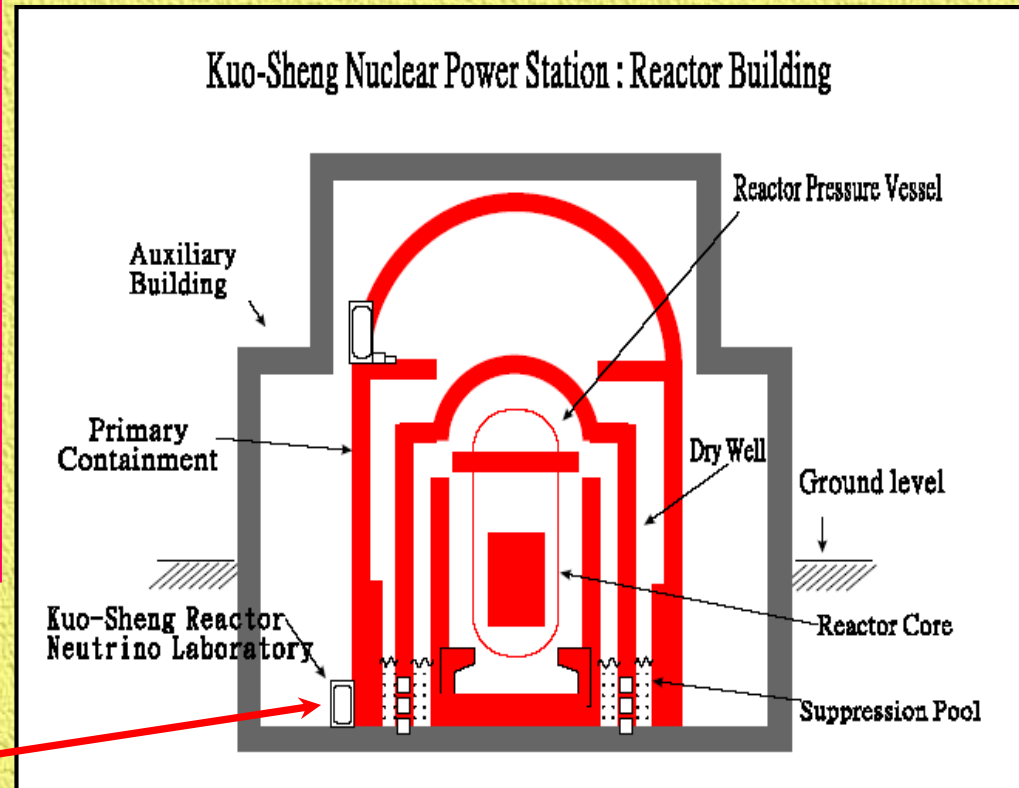 Kuo-Sheng Nuclear Power Station : Reactor Building
Reactor Pressure Vessel
Auxiliary
Building
Primary
Containment
Dry Well
Ground level
Kuo-Sheng Reactor
Neutrino Laboratory
Reactor Core
Suppression Pool